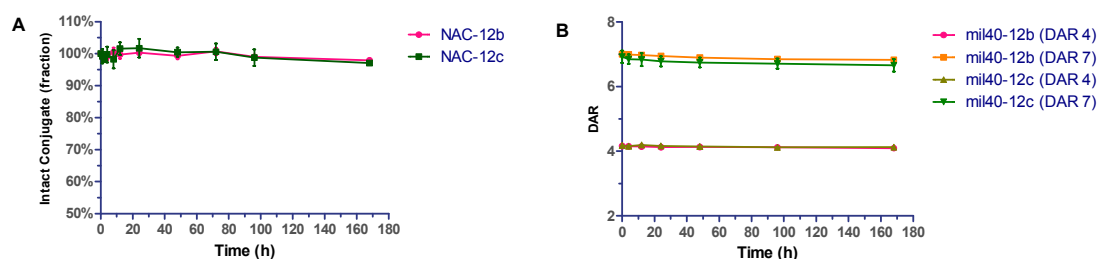 A
110%
100%
90%
80%
70%
60%
50%
Intact Conjugate (fraction)
0 20 40 60 80 100 120 140 160 180
Time (h)
NAC-12b
NAC-12c
B
8
6
4
2
DAR
0 20 40 60 80 100 120 140 160 180
Time (h)
mil40-12b (DAR 4)
mil40-12b (DAR 7)
mil40-12c (DAR 4)
mil40-12c (DAR 7)